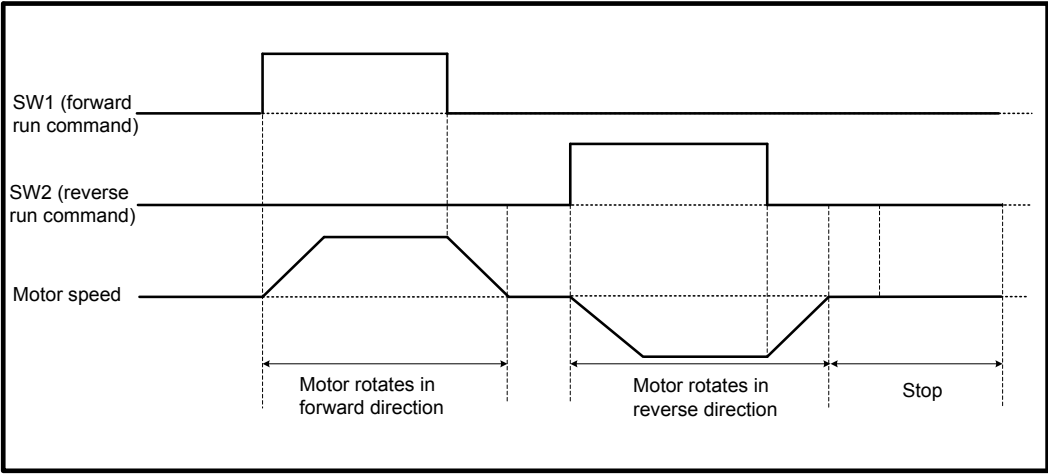 SW1 (forward
run command)
SW2 (reverse
run command)
Motor speed
Motor rotates in
forward direction
Motor rotates in
reverse direction
Stop